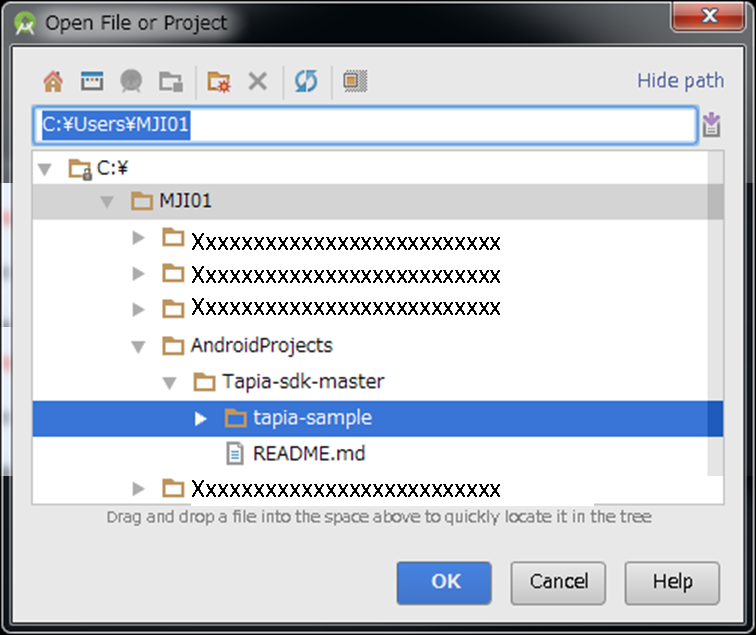 Open File or Project
Hide path
C:¥Users¥MJI01
C:¥
MJI01
Xxxxxxxxxxxxxxxxxxxxxxxxxx
Xxxxxxxxxxxxxxxxxxxxxxxxxx
Xxxxxxxxxxxxxxxxxxxxxxxxxx
AndroidProjects
Tapia-sdk-master
tapia-sample
README.md
Xxxxxxxxxxxxxxxxxxxxxxxxxx
Drag and drop a file into the space above to quickly locate it in the tree
OK Cancel Help